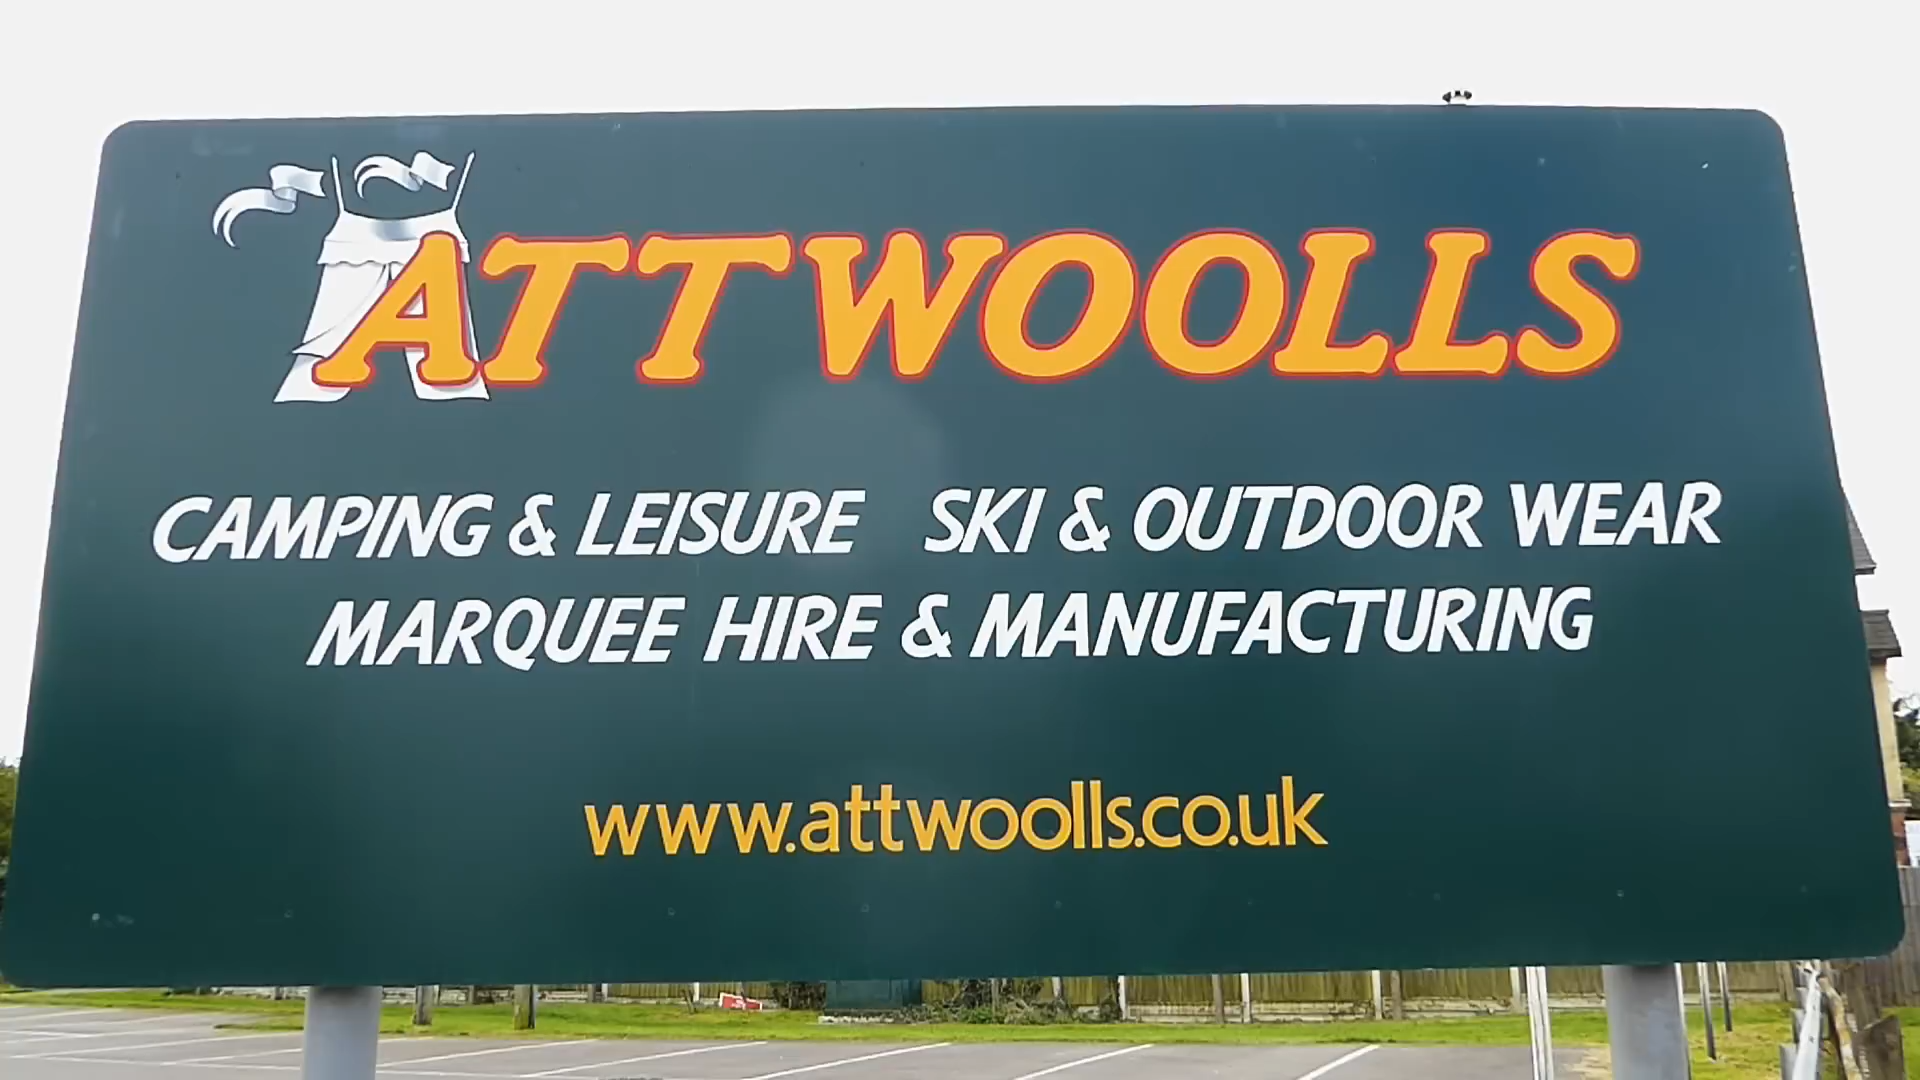 ATTWOOLLS
CAMPING & LEISURE SKI & OUTDOOR WEAR
MARQUEE HIRE & MANUFACTURING
www.attwoolls.co.uk